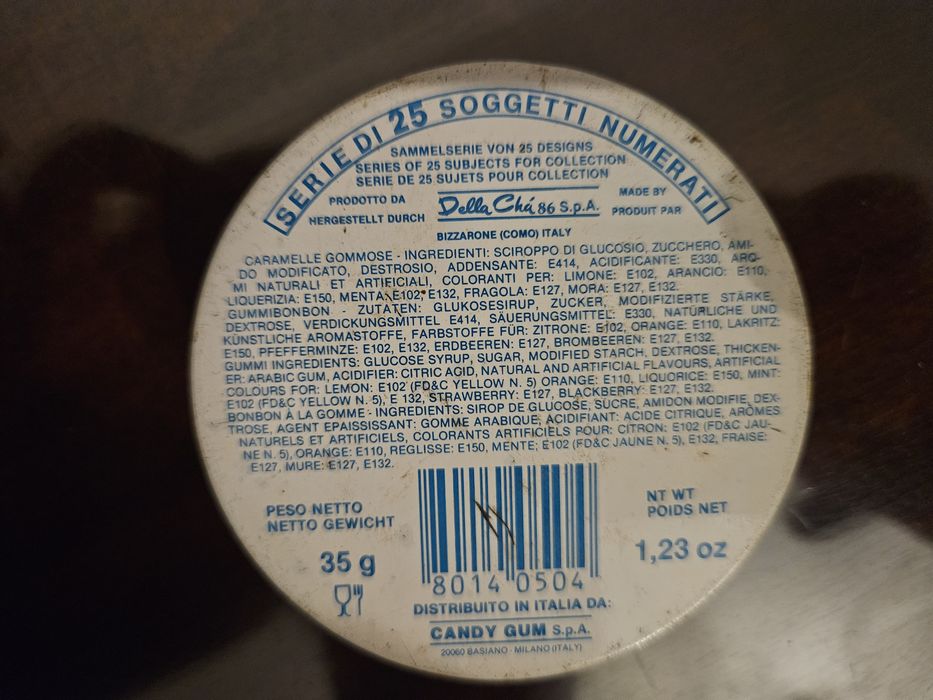 SERIE DI 25 SOGGETTI NUMERATI
SAMMELSERIE VON 25 DESIGNS
SERIES OF 25 SUBJECTS FOR COLLECTION
SERIE DE 25 SUJETS POUR COLLECTION
PRODOTTO DA
HERGESTELLT DURCH
Della Chá 86 S.p.A.
MADE BY
PRODUIT PAR
BIZZARONE (COMO) ITALY
CARAMELLE GOMMOSE - INGREDIENTI: SCIROPPO DI GLUCOSIO, ZUCCHERO, AMI-
DO MODIFICATO, DESTROSIO, ADDENSANTE: E414, ACIDIFICANTE: E330, ARO-
MI NATURALI ET ARTIFICIALI, COLORANTI PER: LIMONE: E102, ARANCIO: E110,
LIQUERIZIA: E150, MENTA: E102, E132, FRAGOLA: E127, MORA: E127, E132.
GUMMIBONBON - ZUTATEN: GLUKOSESIRUP, ZUCKER, MODIFIZIERTE STÄRKE,
DEXTROSE, VERDICKUNGSMITTEL E414, SÄUERUNGSMITTEL: E330, NATÜRLICHE UND
KÜNSTLICHE AROMASTOFFE, FARBSTOFFE FÜR: ZITRONE: E102, ORANGE: E110, LAKRITZ:
E150, PFEFFERMINZE: E102, E132, ERDBEEREN: E127, BROMBEEREN: E127, E132.
GUMMI INGREDIENTS: GLUCOSE SYRUP, SUGAR, MODIFIED STARCH, DEXTROSE, THICKEN-
ER: ARABIC GUM, ACIDIFIER: CITRIC AGID, NATURAL AND ARTIFICIAL FLAVOURS, ARTIFICIAL
COLOURS FOR: LEMON: E102 (FD&C YELLOW N. 5) ORANGE: E110, LIQUORICE: E150, MINT:
E102 (FD&C YELLOW N. 5), E 132, STRAWBERRY: E127, BLACKBERRY: E127, E132.
BONBON À LA GOMME - INGREDIENTS: SIROP DE GLUCOSE, SUCRE, AMIDON MODIFIE, DEX-
TROSE, AGENT EPAISSISSANT: GOMME ARABIQUE, ACIDIFIANT: ACIDE CITRIQUE, ARÔMES
NATURELS ET ARTIFICIELS, COLORANTS ARTIFICIELS POUR: CITRON: E102 (FD&C JAU-
NE N. 5), ORANGE: E110, REGLISSE: E150, MENTE: E102 (FD&C JAUNE N. 5), E132, FRAISE:
E127, MURE: E127, E132.
PESO NETTO
NETTO GEWICHT
35 g
NT WT
POIDS NET
1,23 oz
8014 0504
DISTRIBUITO IN ITALIA DA:
CANDY GUM S.p.A.
20060 BASIANO - MILANO (ITALY)